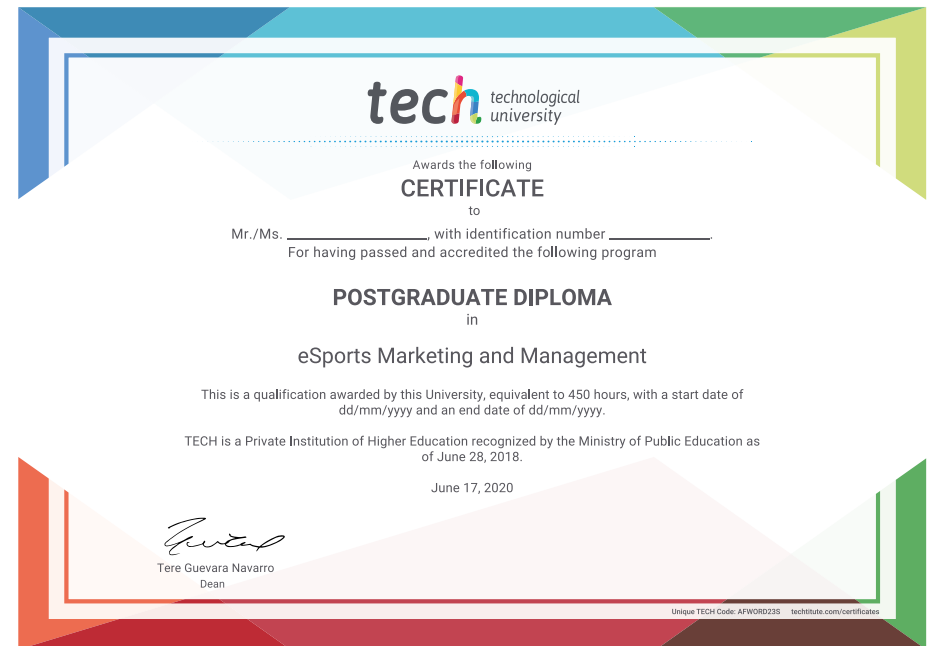 tech technological
university
Awards the following
CERTIFICATE
to
Mr./Ms. ____________________, with identification number ______________.
For having passed and accredited the following program
POSTGRADUATE DIPLOMA
in
eSports Marketing and Management
This is a qualification awarded by this University, equivalent to 450 hours, with a start date of
dd/mm/yyyy and an end date of dd/mm/yyyy.
TECH is a Private Institution of Higher Education recognized by the Ministry of Public Education as
of June 28, 2018.
June 17, 2020
Tere Guevara Navarro
Dean
Unique TECH Code: AFWORD23S techtitute.com/certificates